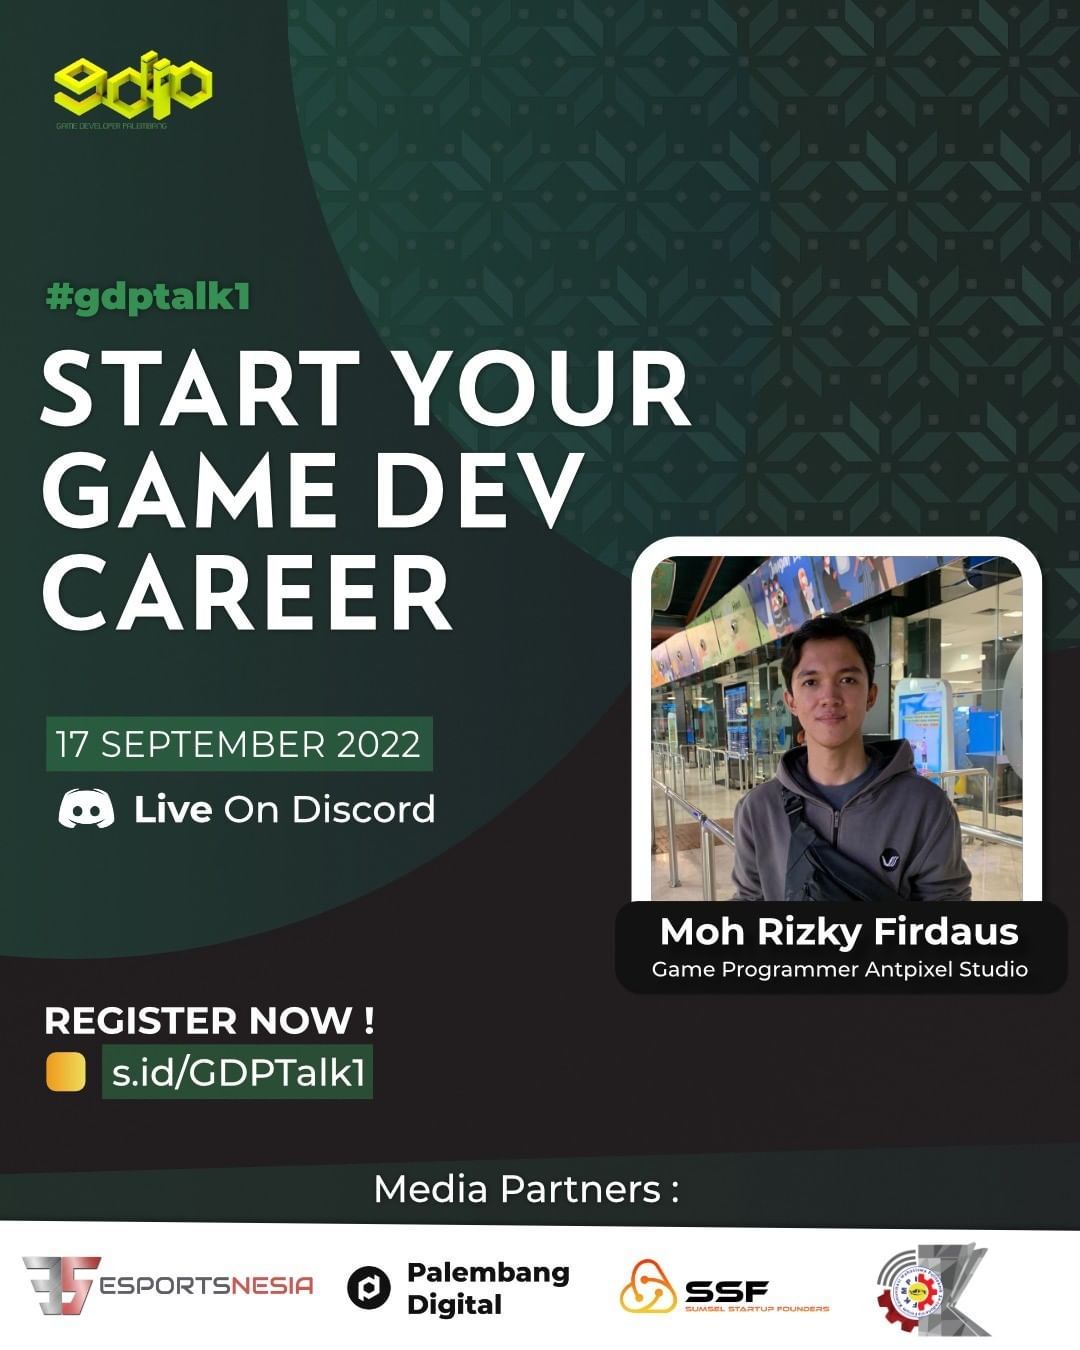 gdp
GAME DEVELOPER PALEMBANG
#gdptalk1
START YOUR
GAME DEV
CAREER
17 SEPTEMBER 2022
Live On Discord
Moh Rizky Firdaus
Game Programmer Antpixel Studio
REGISTER NOW !
s.id/GDPTalk1
Media Partners :
ESPORTSNESIA
Palembang
Digital
SSF
SUMSEL STARTUP FOUNDERS